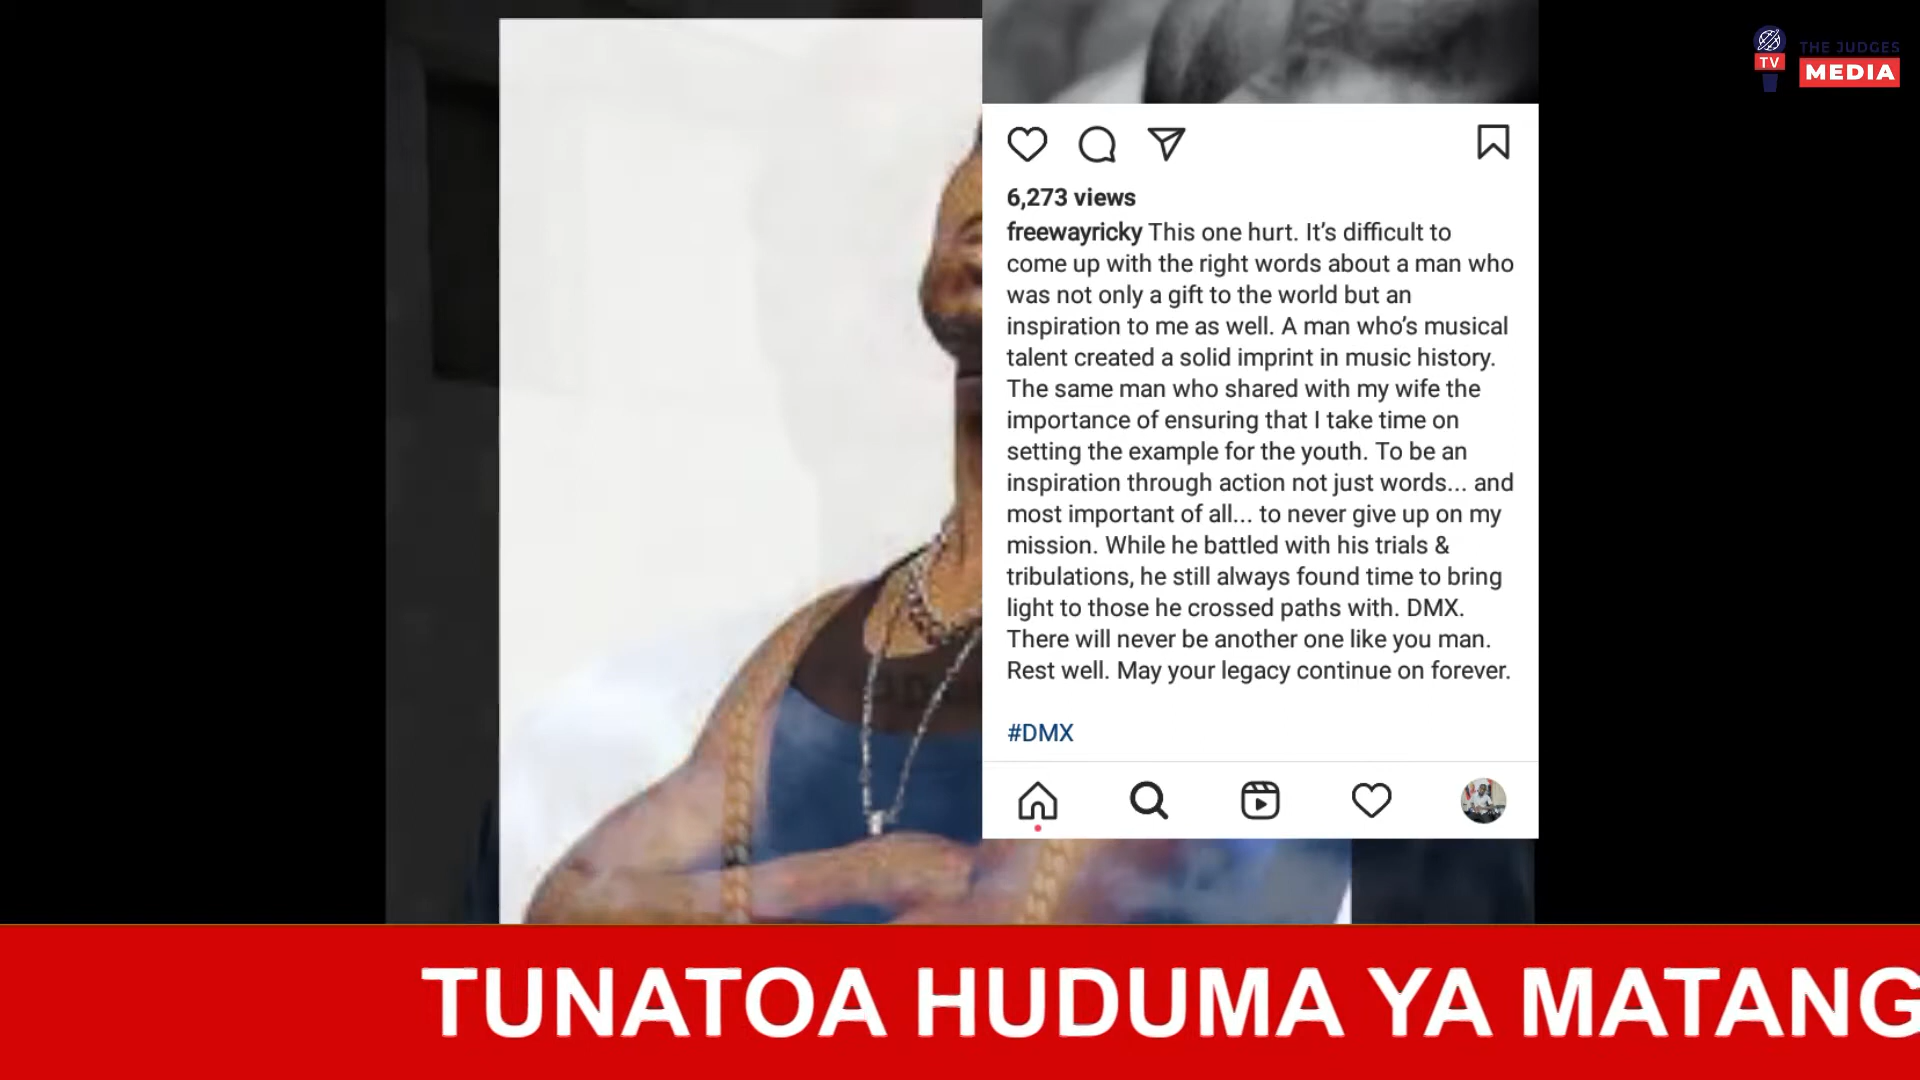 THE JUDGES
TV
MEDIA
6,273 views
freewayricky This one hurt. It’s difficult to
come up with the right words about a man who
was not only a gift to the world but an
inspiration to me as well. A man who’s musical
talent created a solid imprint in music history.
The same man who shared with my wife the
importance of ensuring that I take time on
setting the example for the youth. To be an
inspiration through action not just words... and
most important of all... to never give up on my
mission. While he battled with his trials &
tribulations, he still always found time to bring
light to those he crossed paths with. DMX.
There will never be another one like you man.
Rest well. May your legacy continue on forever.
#DMX
TUNATOA HUDUMA YA MATANG